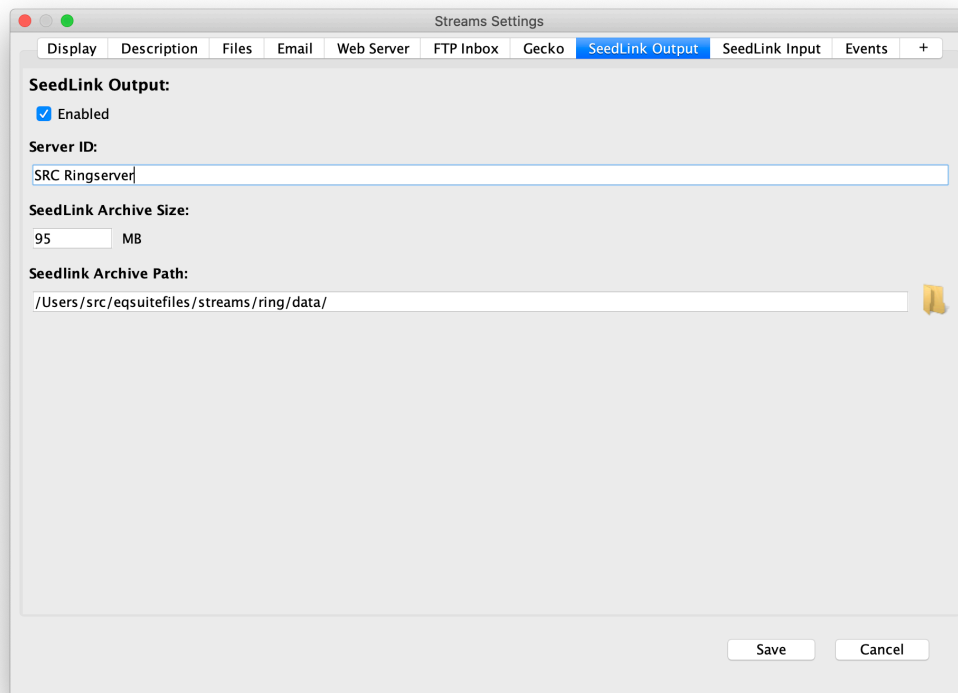 Streams Settings
Display Description Files Email Web Server FTP Inbox Gecko SeedLink Output SeedLink Input Events +
SeedLink Output:
Enabled
Server ID:
SRC Ringserver
SeedLink Archive Size:
95 MB
Seedlink Archive Path:
/Users/src/eqsuitefiles/streams/ring/data/
Save Cancel